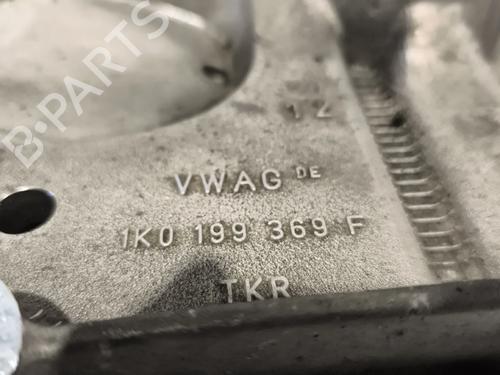 B-PARTS
12
VWAG DE
1K0 199 369 F
TKR